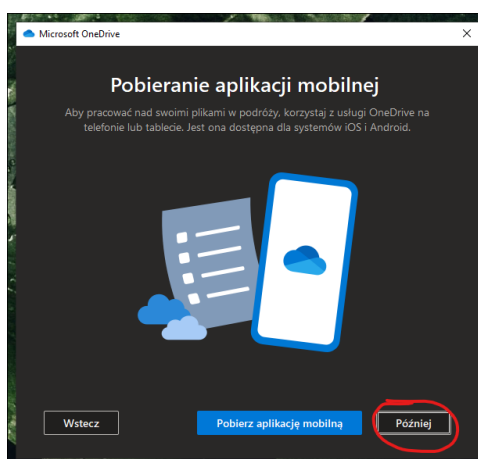 Microsoft OneDrive
Pobieranie aplikacji mobilnej
Aby pracować nad swoimi plikami w podróży, korzystaj z usługi OneDrive na
telefonie lub tablecie. Jest ona dostępna dla systemów iOS i Android.
Wstecz
Pobierz aplikację mobilną
Później